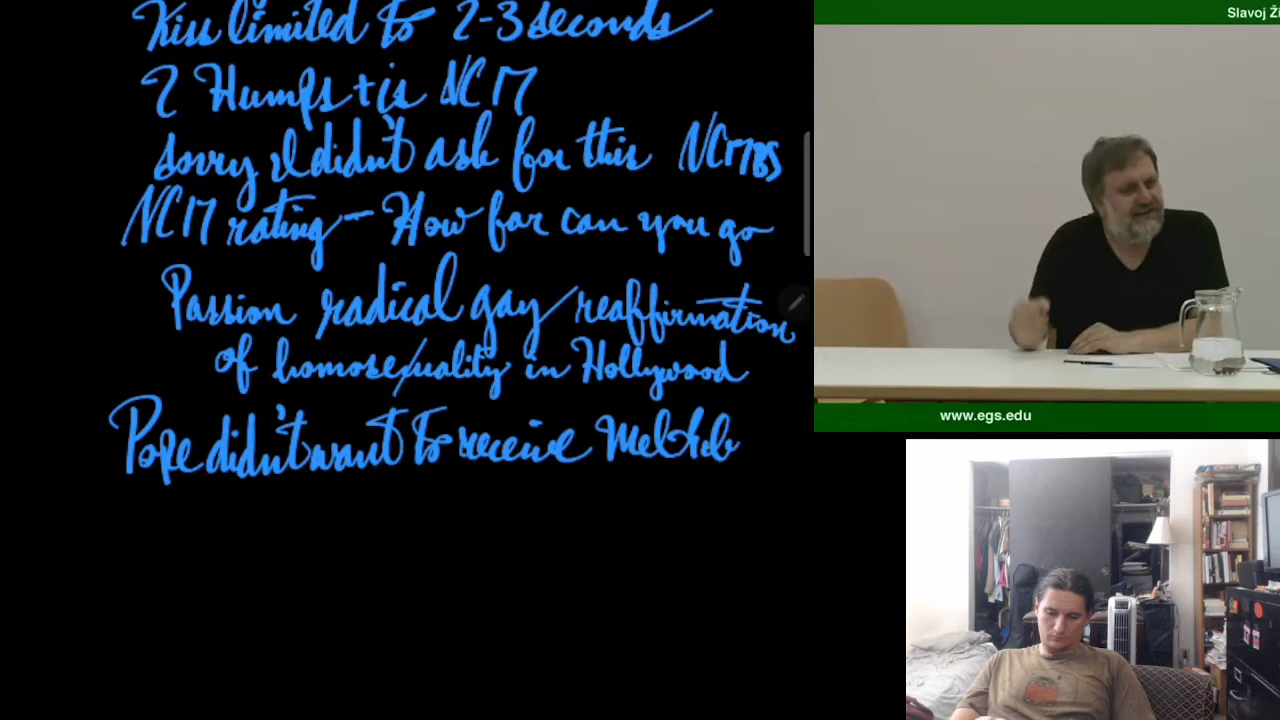 Kiss limited to 2-3 seconds
2 Humps + is NC17
sorry I didn't ask for this NC17
NC17 rating - How far can you go
Passion radical gay reaffirmation
of homosexuality in Hollywood
Pope didn't want to receive Mel
Slavoj Ži
www.egs.edu